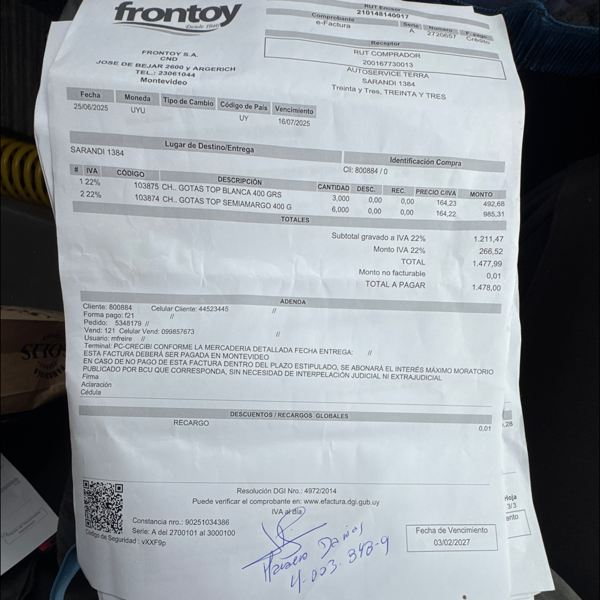 frontoy
Desde Hoy
FRONTOY S.A.
CND
JOSE DE BEJAR 2600 y ARGERICH
TEL.: 23061044
Montevideo
RUT Emisor
210148140017
Comprobante Serie Número F. pago
e-Factura A 2720657 Crédito
Receptor
RUT COMPRADOR
200167730013
AUTOSERVICE TERRA
SARANDI 1384
Treinta y Tres, TREINTA Y TRES
Fecha Moneda Tipo de Cambio Código de País Vencimiento
25/06/2025 UYU UY 16/07/2025
Lugar de Destino/Entrega Identificación Compra
SARANDI 1384 Cli: 800884 / 0
# IVA CÓDIGO DESCRIPCIÓN CANTIDAD DESC. REC. PRECIO C/IVA MONTO
1 22% 103875 CH.. GOTAS TOP BLANCA 400 GRS 3,000 0,00 0,00 164,23 492,68
2 22% 103874 CH.. GOTAS TOP SEMIAMARGO 400 G 6,000 0,00 0,00 164,22 985,31
TOTALES
Subtotal gravado a IVA 22% 1.211,47
Monto IVA 22% 266,52
TOTAL 1.477,99
Monto no facturable 0,01
TOTAL A PAGAR 1.478,00
ADENDA
Cliente: 800884 Celular Cliente: 44523445 //
Forma pago: f21 //
Pedido: 5348179 //
Vend: 121 Celular Vend: 099857673 //
Usuario: mfreire //
Terminal: PC-CRECIBI CONFORME LA MERCADERIA DETALLADA FECHA ENTREGA: //
ESTA FACTURA DEBERÁ SER PAGADA EN MONTEVIDEO
EN CASO DE NO PAGO DE ESTA FACTURA DENTRO DEL PLAZO ESTIPULADO, SE ABONARÁ EL INTERÉS MÁXIMO MORATORIO
PUBLICADO POR BCU QUE CORRESPONDA, SIN NECESIDAD DE INTERPELACIÓN JUDICIAL NI EXTRAJUDICIAL
Firma
Aclaración
Cédula
DESCUENTOS / RECARGOS GLOBALES
RECARGO 0,01
Resolución DGI Nro.: 4972/2014
Puede verificar el comprobante en: www.efactura.dgi.gub.uy
IVA al día
Constancia nro.: 90251034386
Serie: A del 2700101 al 3000100
Código de Seguridad : vXXF9p
Fecha de Vencimiento
03/02/2027
,28
Hoja
3/3